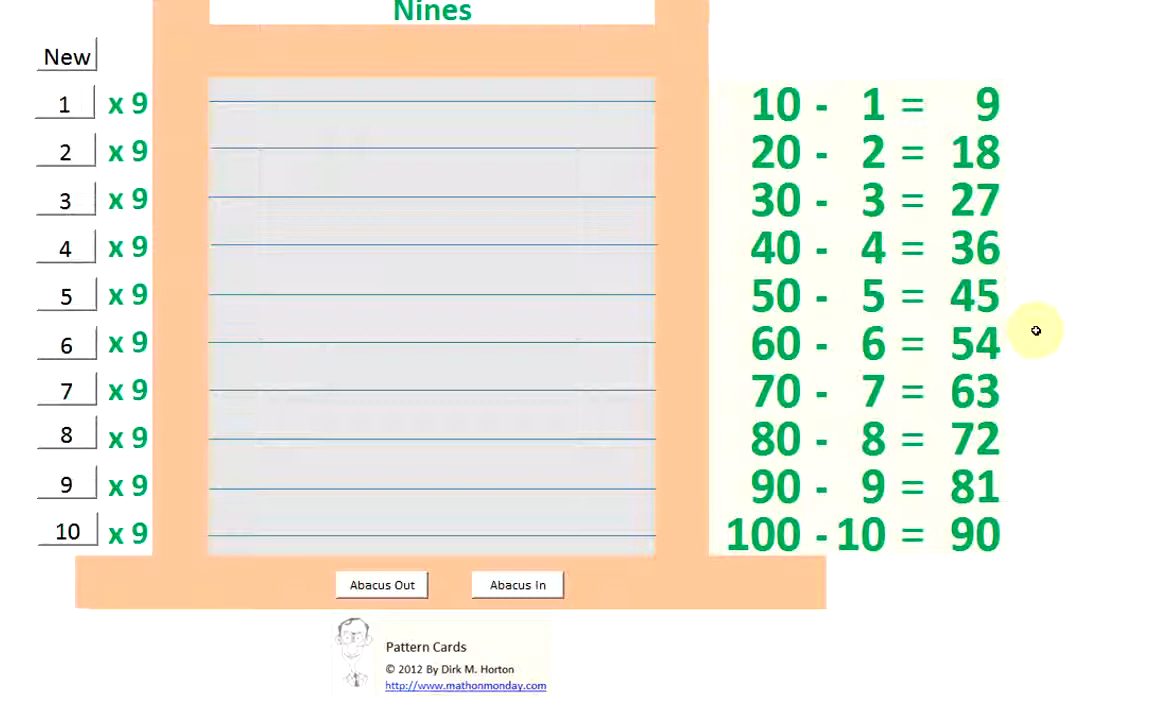 Nines
New
1 x 9 10 - 1 = 9
2 x 9 20 - 2 = 18
3 x 9 30 - 3 = 27
4 x 9 40 - 4 = 36
5 x 9 50 - 5 = 45
6 x 9 60 - 6 = 54
7 x 9 70 - 7 = 63
8 x 9 80 - 8 = 72
9 x 9 90 - 9 = 81
10 x 9 100 - 10 = 90
Abacus Out Abacus In
Pattern Cards
© 2012 By Dirk M. Horton
http://www.mathonmonday.com